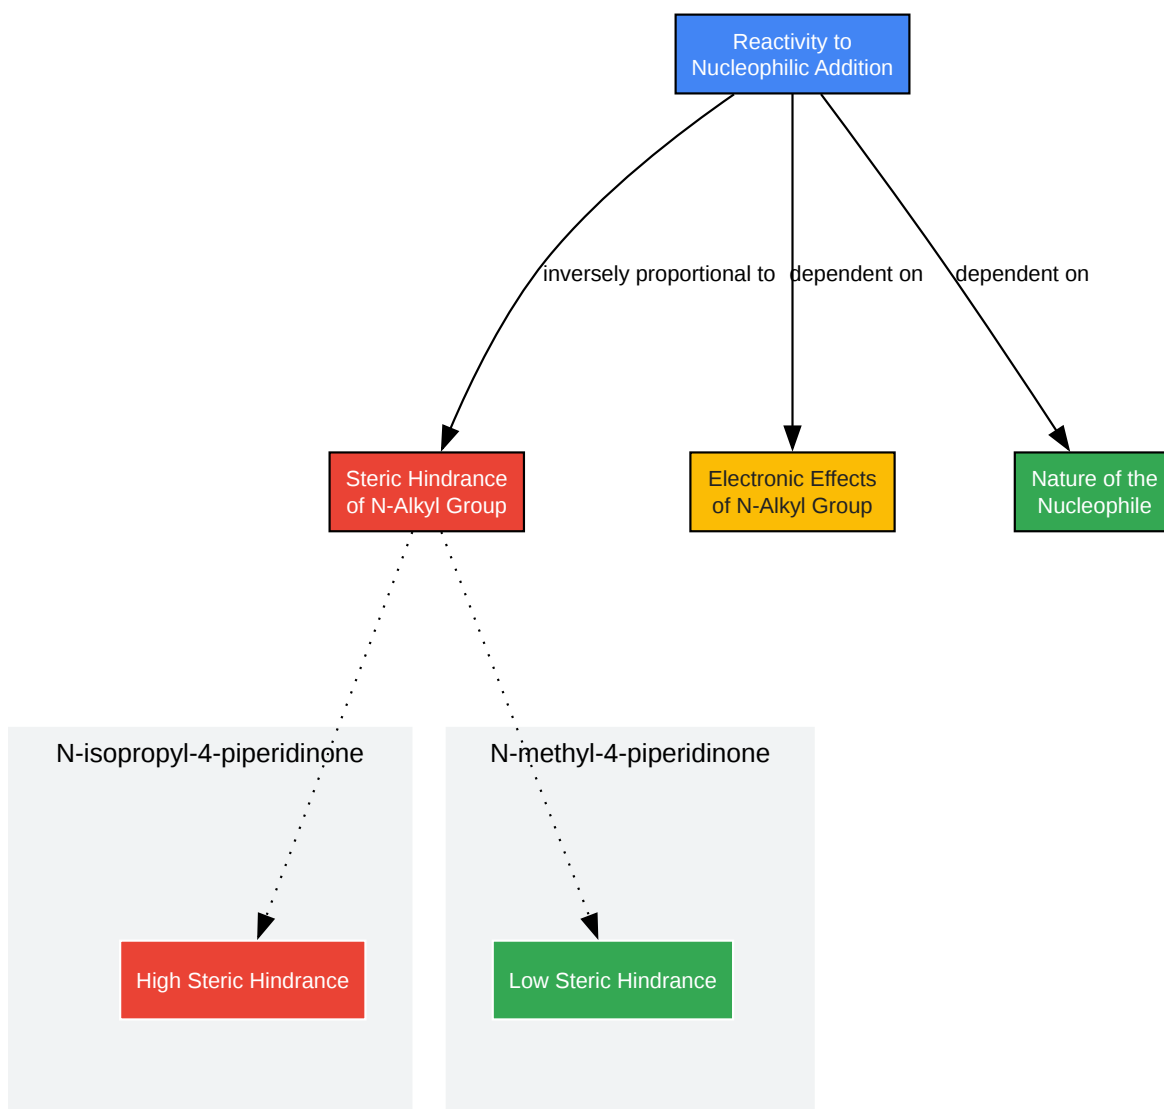 Reactivity to
Nucleophilic Addition
inversely proportional to
dependent on
dependent on
Steric Hindrance
of N-Alkyl Group
Electronic Effects
of N-Alkyl Group
Nature of the
Nucleophile
N-isopropyl-4-piperidinone
N-methyl-4-piperidinone
High Steric Hindrance
Low Steric Hindrance